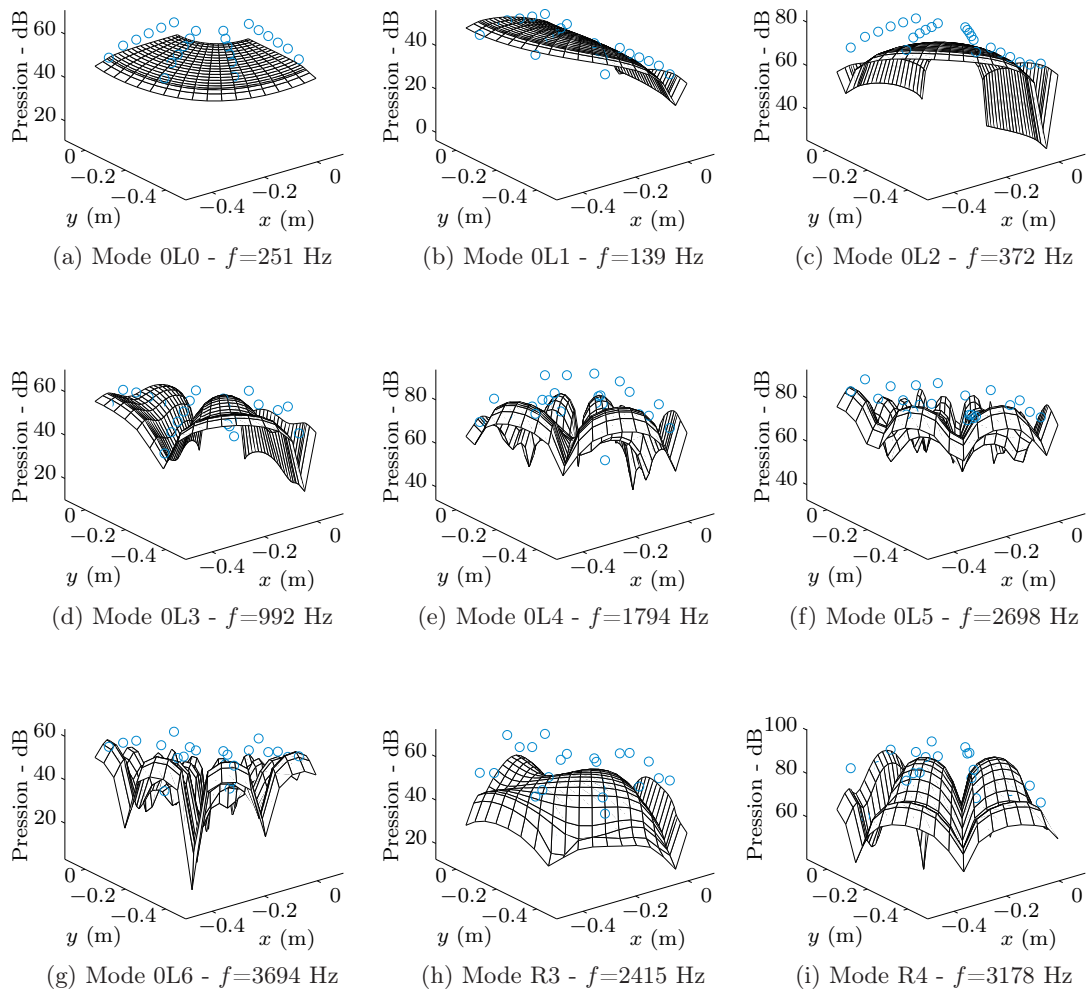 Pression - dB
60
40
20
0
−0.2
−0.4
y (m)
−0.4
−0.2
0
x (m)
(a) Mode 0L0 - f=251 Hz
Pression - dB
40
20
0
0
−0.2
−0.4
y (m)
−0.4
−0.2
0
x (m)
(b) Mode 0L1 - f=139 Hz
Pression - dB
80
60
40
0
−0.2
−0.4
y (m)
−0.4
−0.2
0
x (m)
(c) Mode 0L2 - f=372 Hz
Pression - dB
60
40
20
0
−0.2
−0.4
y (m)
−0.4
−0.2
0
x (m)
(d) Mode 0L3 - f=992 Hz
Pression - dB
80
60
40
0
−0.2
−0.4
y (m)
−0.4
−0.2
0
x (m)
(e) Mode 0L4 - f=1794 Hz
Pression - dB
80
60
40
0
−0.2
−0.4
y (m)
−0.4
−0.2
0
x (m)
(f) Mode 0L5 - f=2698 Hz
Pression - dB
60
40
20
0
−0.2
−0.4
y (m)
−0.4
−0.2
0
x (m)
(g) Mode 0L6 - f=3694 Hz
Pression - dB
60
40
20
0
−0.2
−0.4
y (m)
−0.4
−0.2
0
x (m)
(h) Mode R3 - f=2415 Hz
Pression - dB
100
80
60
0
−0.2
−0.4
y (m)
−0.4
−0.2
0
x (m)
(i) Mode R4 - f=3178 Hz